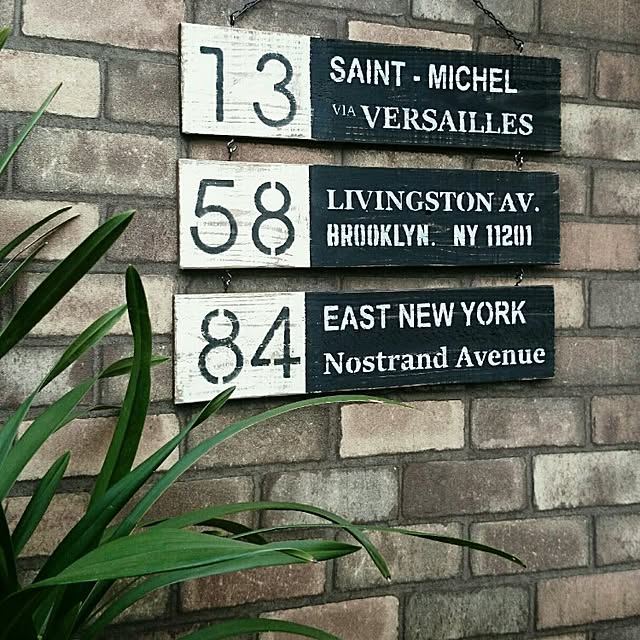 13
SAINT - MICHEL
VIA VERSAILLES
58
LIVINGSTON AV.
BROOKLYN. NY 11201
84
EAST NEW YORK
Nostrand Avenue